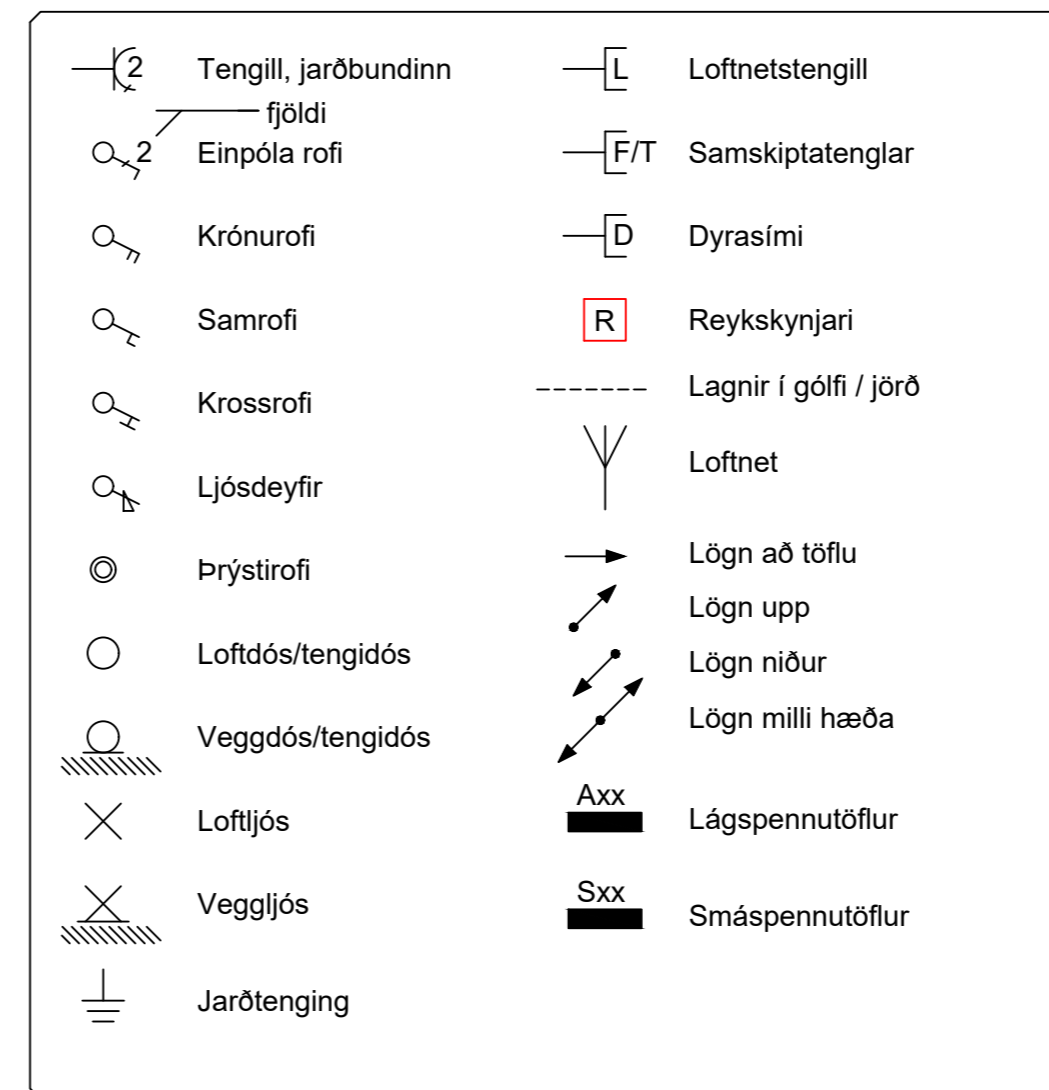 2 Tengill, jarðbundinn
fjöldi
2 Einpóla rofi
Krónurofi
Samrofi
Krossrofi
Ljósdeyfir
Þrýstirofi
Loftdós/tengidós
Veggdós/tengidós
Loftljós
Veggljós
Jarðtenging
L Loftnetstengill
F/T Samskiptatenglar
D Dyrasími
R Reykskynjari
Lagnir í gólfi / jörð
Loftnet
Lögn að töflu
Lögn upp
Lögn niður
Lögn milli hæða
Axx Lágspennutöflur
Sxx Smáspennutöflur